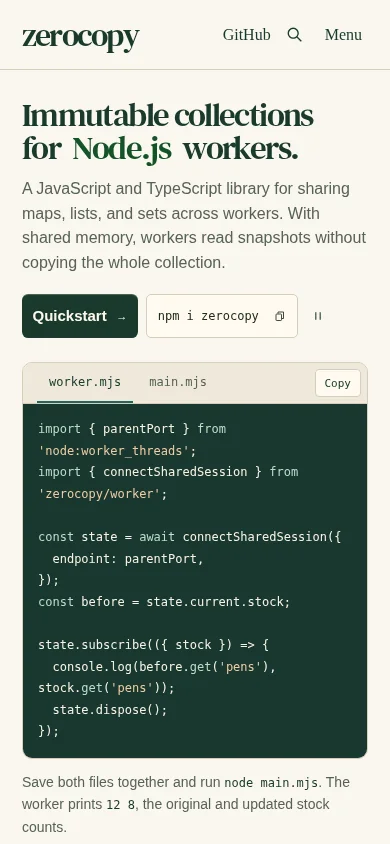 zerocopy
GitHub
Menu
Immutable collections
for Node.js workers.
A JavaScript and TypeScript library for sharing
maps, lists, and sets across workers. With
shared memory, workers read snapshots without
copying the whole collection.
Quickstart →
npm i zerocopy
worker.mjs
main.mjs
Copy
import { parentPort } from
'node:worker_threads';
import { connectSharedSession } from
'zerocopy/worker';
const state = await connectSharedSession({
  endpoint: parentPort,
});
const before = state.current.stock;
state.subscribe(({ stock }) => {
  console.log(before.get('pens'),
stock.get('pens'));
  state.dispose();
});
Save both files together and run node main.mjs. The
worker prints 12 8, the original and updated stock
counts.